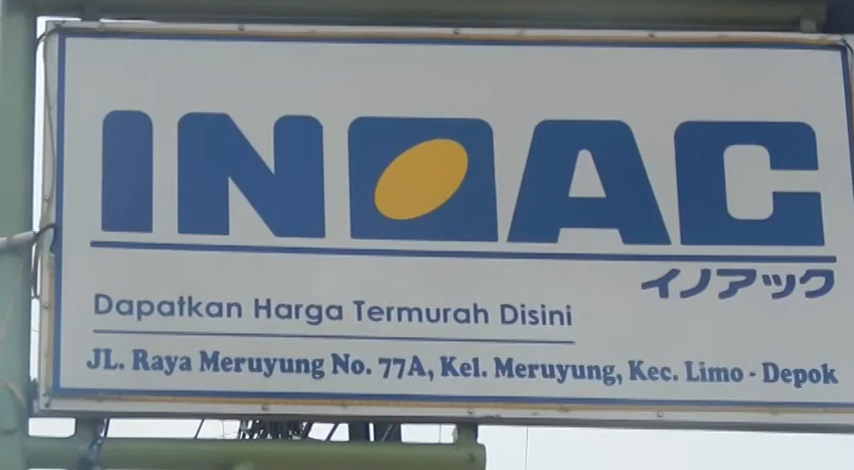 INOAC
イノアック
Dapatkan Harga Termurah Disini
JL. Raya Meruyung No. 77A, Kel. Meruyung, Kec. Limo - Depok